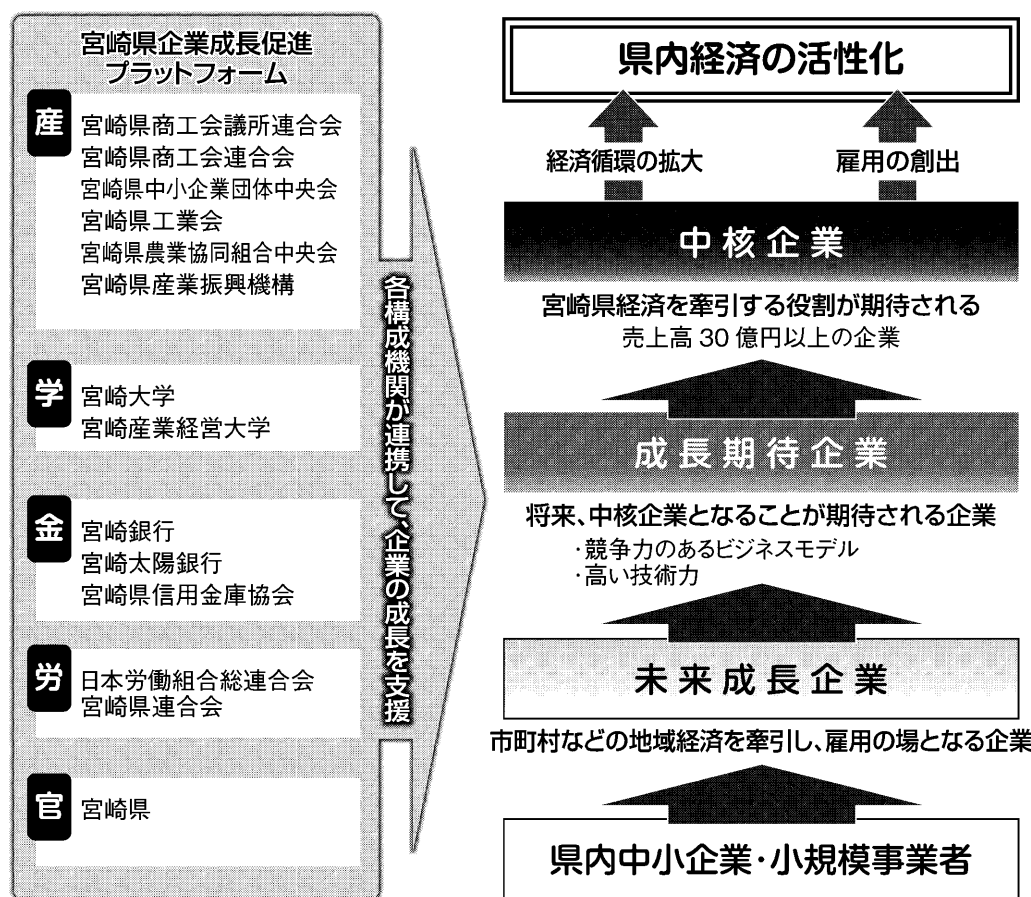 宮崎県企業成長促進
プラットフォーム
産
宮崎県商工会議所連合会
宮崎県商工会連合会
宮崎県中小企業団体中央会
宮崎県工業会
宮崎県農業協同組合中央会
宮崎県産業振興機構
学
宮崎大学
宮崎産業経営大学
金
宮崎銀行
宮崎太陽銀行
宮崎県信用金庫協会
労
日本労働組合総連合会
宮崎県連合会
官
宮崎県
各構成機関が連携して、企業の成長を支援
県内経済の活性化
経済循環の拡大
雇用の創出
中核企業
宮崎県経済を牽引する役割が期待される
売上高30億円以上の企業
成長期待企業
将来、中核企業となることが期待される企業
・競争力のあるビジネスモデル
・高い技術力
未来成長企業
市町村などの地域経済を牽引し、雇用の場となる企業
県内中小企業・小規模事業者